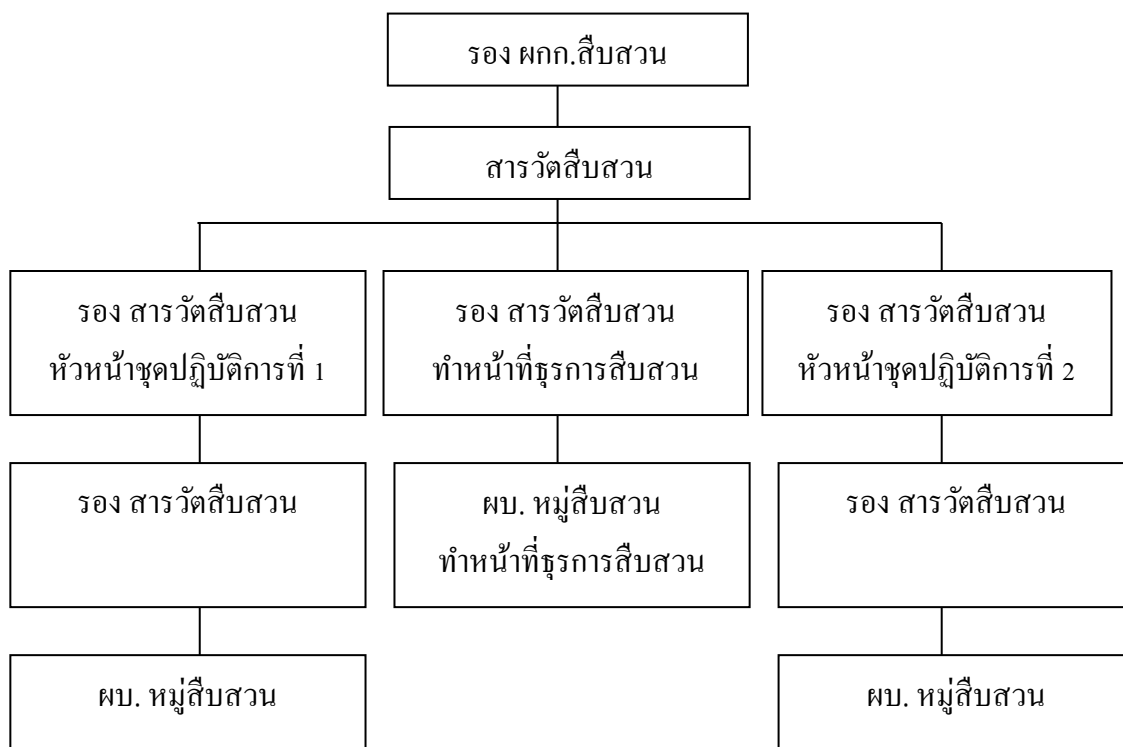 รอง ผกก.สืบสวน
สารวัตสืบสวน
รอง สารวัตสืบสวน
หัวหน้าชุดปฏิบัติการที่ 1
รอง สารวัตสืบสวน
ทำหน้าที่ธุรการสืบสวน
รอง สารวัตสืบสวน
หัวหน้าชุดปฏิบัติการที่ 2
รอง สารวัตสืบสวน
ผบ. หมู่สืบสวน
ทำหน้าที่ธุรการสืบสวน
รอง สารวัตสืบสวน
ผบ. หมู่สืบสวน
ผบ. หมู่สืบสวน